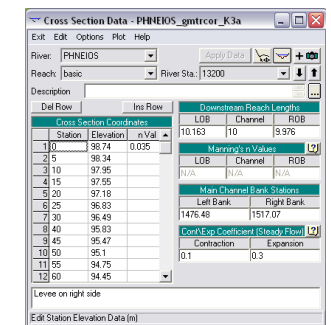 Cross Section Data - PHNEIOS_gmtrcor_K3a
Exit Edit Options Plot Help
River: PHNEIOS Apply Data
Reach: basic River Sta.: 13200
Description ...
Del Row Ins Row
Cross Section Coordinates
Station Elevation n Val
1 0 98.74 0.035
2 5 98.34
3 10 97.95
4 15 97.55
5 20 97.18
6 25 96.83
7 30 96.49
8 40 95.83
9 45 95.47
10 50 95.1
11 55 94.75
12 60 94.45
Downstream Reach Lengths
LOB Channel ROB
10.163 10 9.976
Manning's n Values ?
LOB Channel ROB
N/A N/A N/A
Main Channel Bank Stations
Left Bank Right Bank
1476.48 1517.07
Cont\Exp Coefficient (Steady Flow) ?
Contraction Expansion
0.1 0.3
Levee on right side
Edit Station Elevation Data (m)